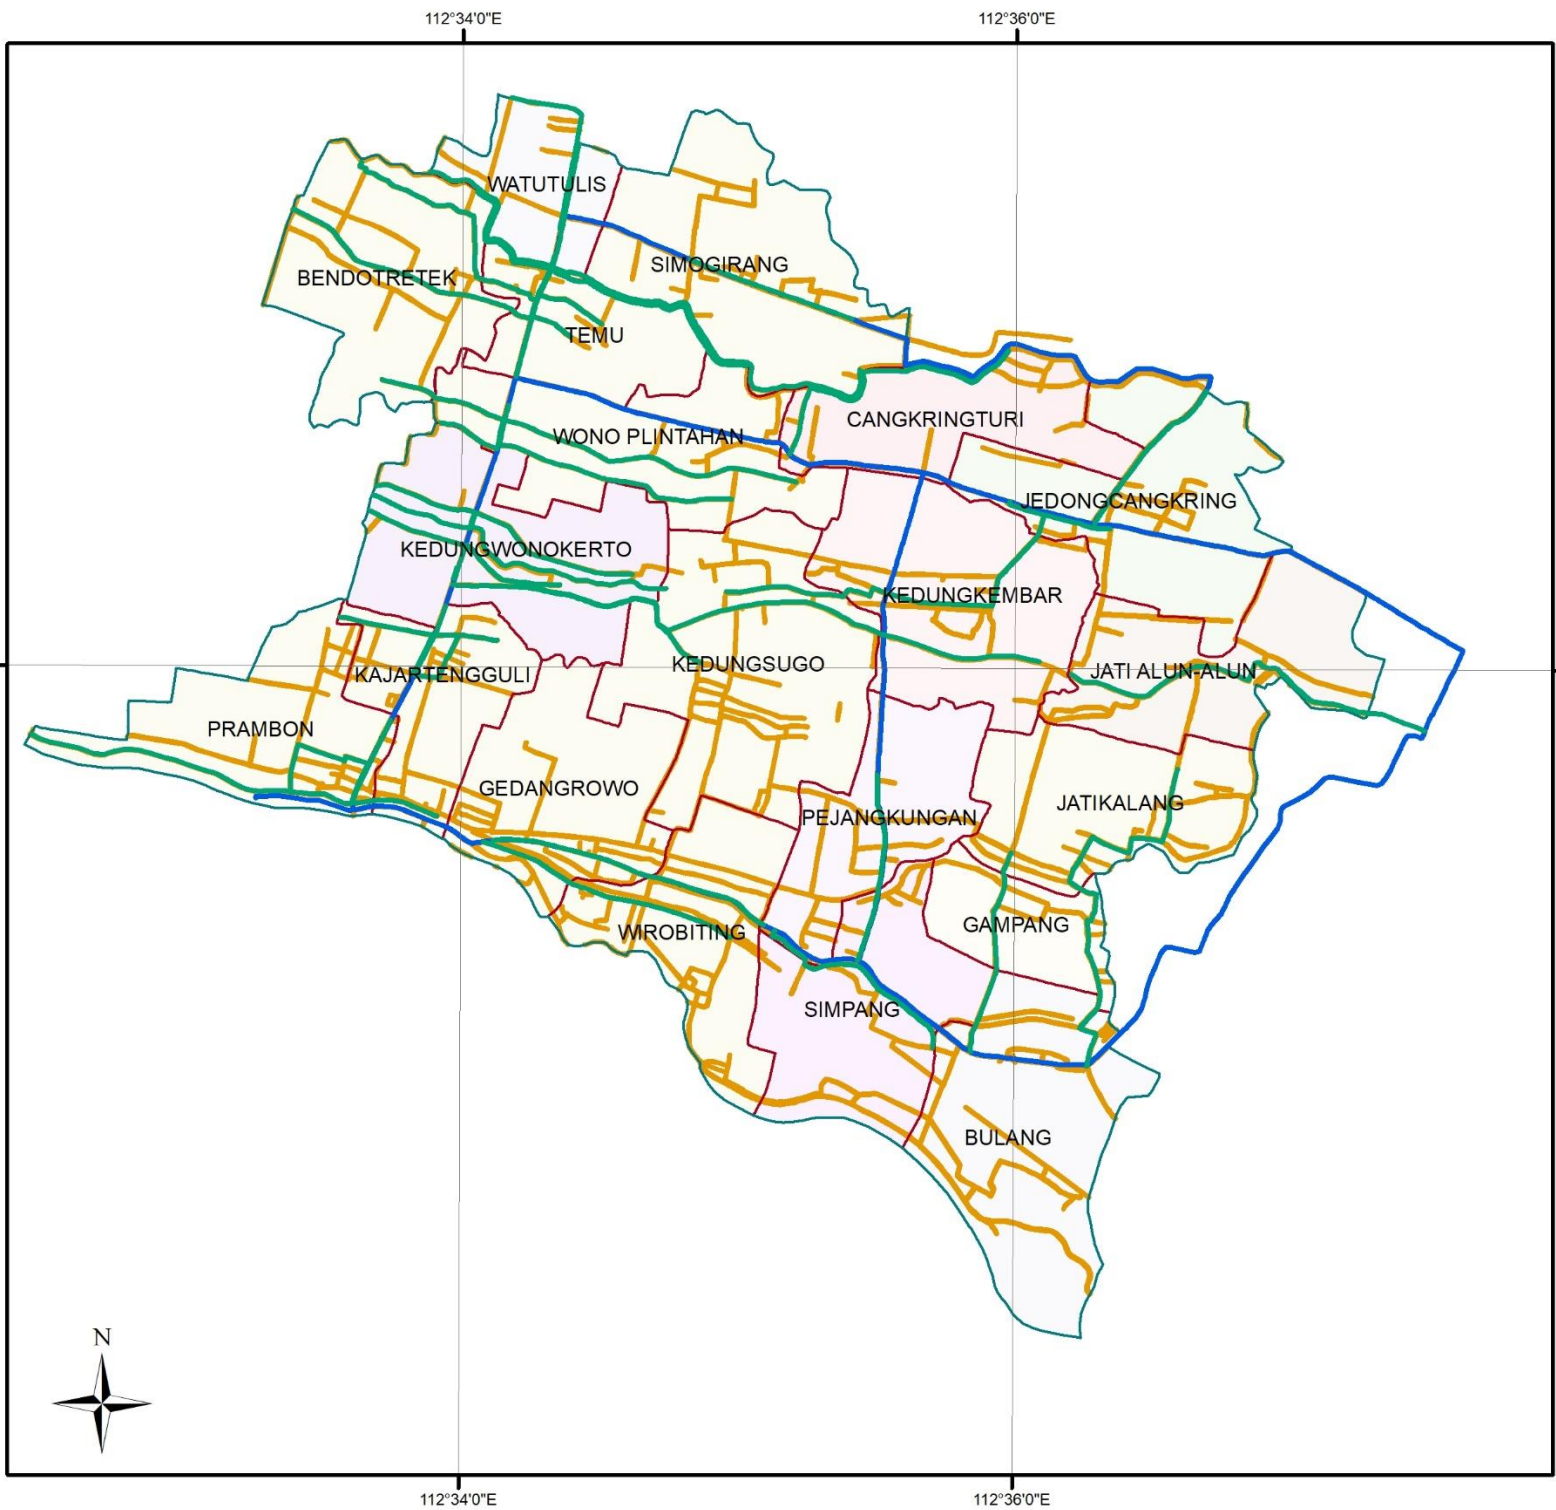 112°34'0"E
112°36'0"E
WATUTULIS
SIMOGIRANG
BENDOTRETEK
TEMU
CANGKRINGTURI
WONO PLINTAHAN
JEDONGCANGKRING
KEDUNGWONOKERTO
KEDUNGKEMBAR
KEDUNGSUGO
JATI ALUN-ALUN
KAJARTENGGULI
PRAMBON
GEDANGROWO
JATIKALANG
PEJANGKUNGAN
GAMPANG
WIROBITING
SIMPANG
BULANG
N
112°34'0"E
112°36'0"E